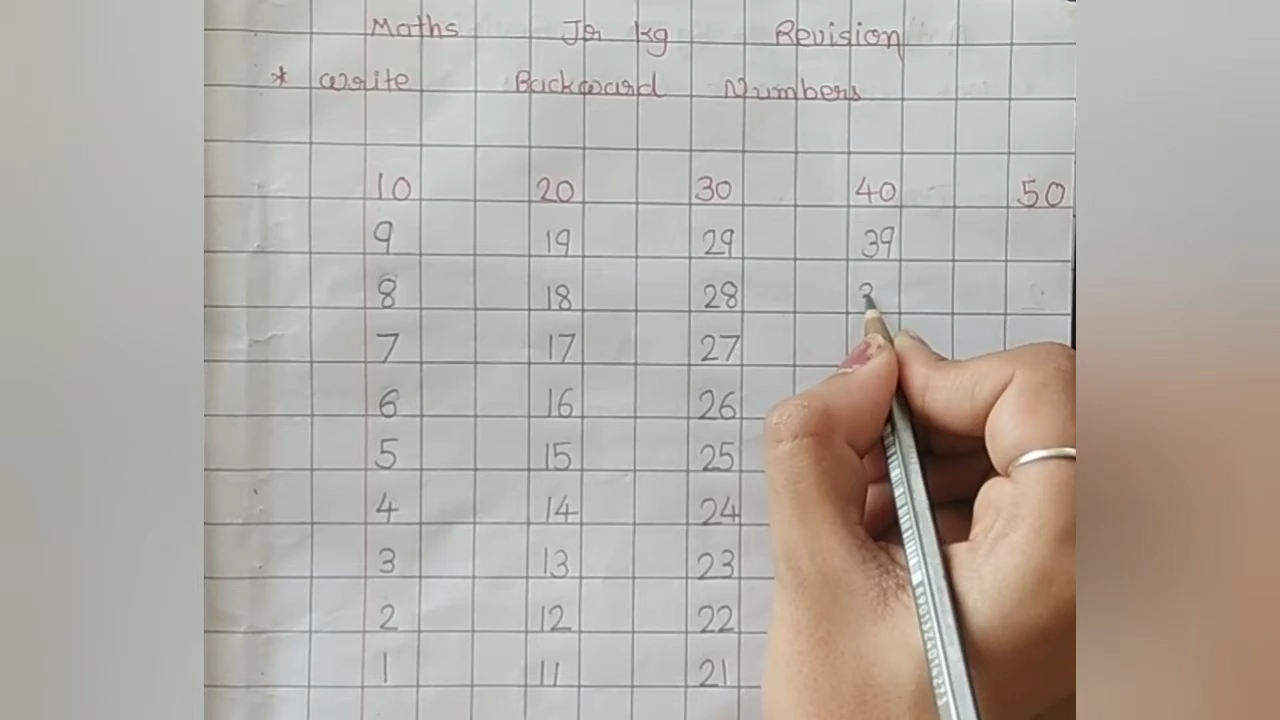 Maths Jr kg Revision
* Write Backward Numbers
10 20 30 40 50
9 19 29 39
8 18 28 3
7 17 27
6 16 26
5 15 25
4 14 24
3 13 23
2 12 22
1 11 21